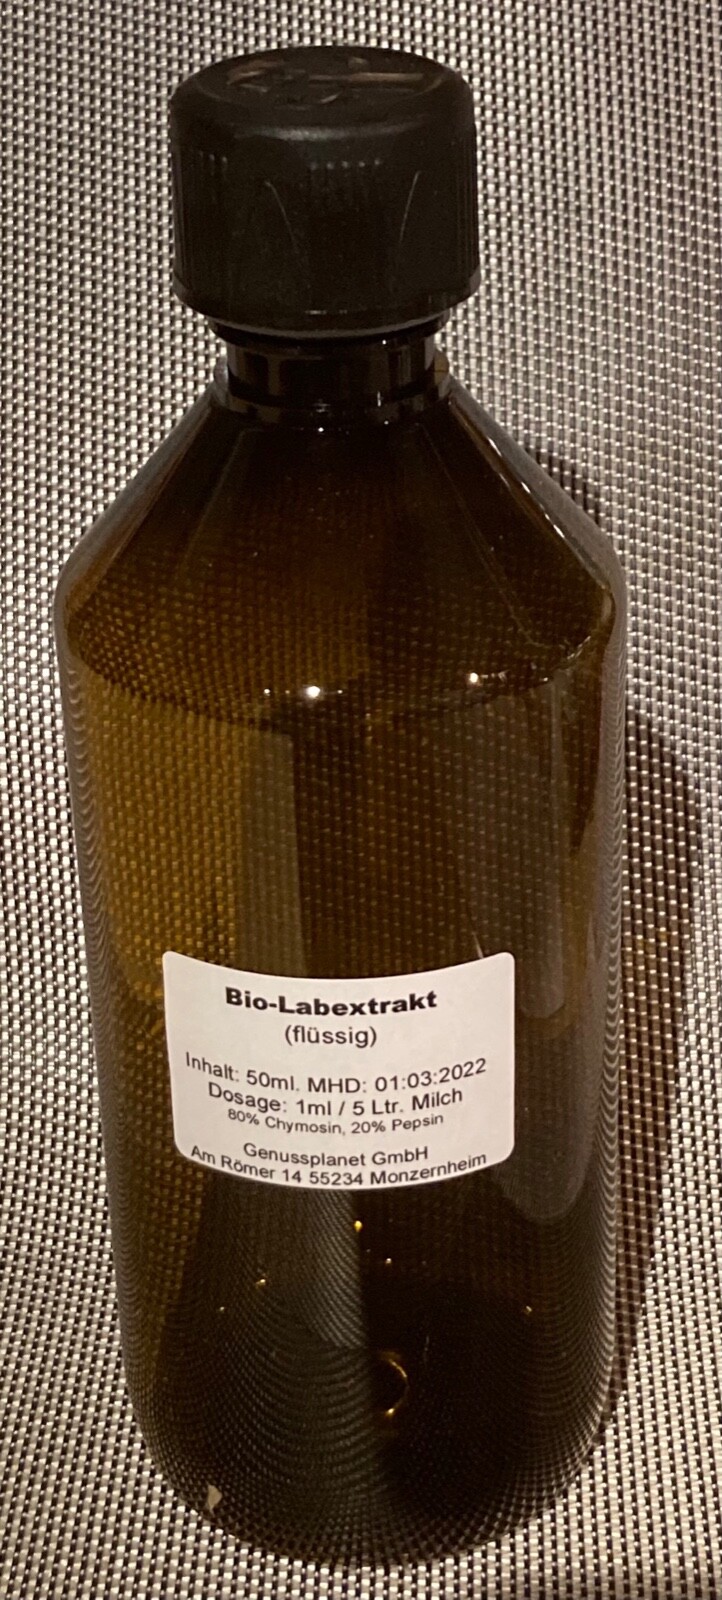 Bio-Labextrakt
(flüssig)
Inhalt: 50ml. MHD: 01:03:2022
Dosage: 1ml / 5 Ltr. Milch
80% Chymosin, 20% Pepsin
Genussplanet GmbH
Am Römer 14 55234 Monzernheim